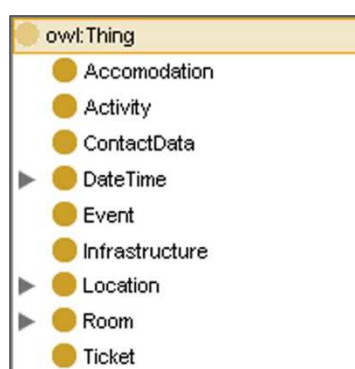 owl:Thing
Accomodation
Activity
ContactData
DateTime
Event
Infrastructure
Location
Room
Ticket